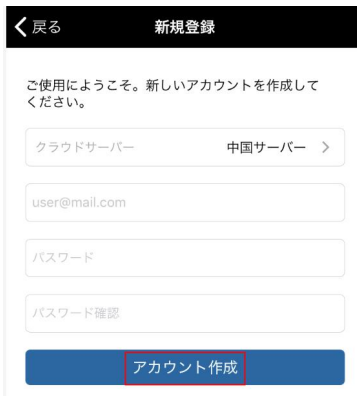 戻る 新規登録
ご使用にようこそ。新しいアカウントを作成して
ください。
クラウドサーバー 中国サーバー
user@mail.com
パスワード
パスワード確認
アカウント作成